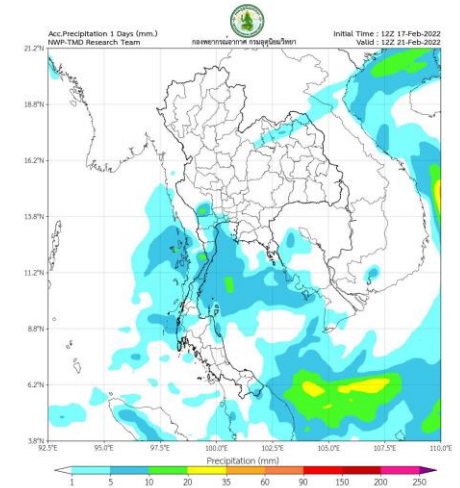 Acc.Precipitation 1 Days (mm.)
NWP-TMD Research Team
กองพยากรณ์อากาศ กรมอุตุนิยมวิทยา
Initial Time : 12Z 17-Feb-2022
Valid : 12Z 21-Feb-2022
21.2°N
18.8°N
16.2°N
13.8°N
11.2°N
8.8°N
6.2°N
3.8°N
92.5°E 95.0°E 97.5°E 100.0°E 102.5°E 105.0°E 107.5°E 110.0°E
Precipitation (mm)
1 5 10 20 35 60 90 150 200 250